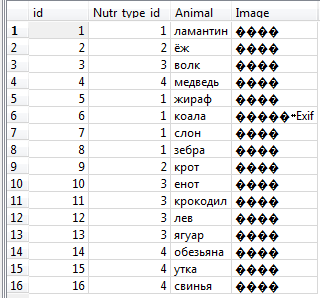 id Nutr_type_id Animal Image
1 1 1 ламантин ����
2 2 2 ёж ����
3 3 3 волк ����
4 4 4 медведь ����
5 5 1 жираф ����
6 6 1 коала �����Exif
7 7 1 слон ����
8 8 1 зебра ����
9 9 2 крот ����
10 10 3 енот ����
11 11 3 крокодил ����
12 12 3 лев ����
13 13 3 ягуар ����
14 14 4 обезьяна ����
15 15 4 утка ����
16 16 4 свинья ����